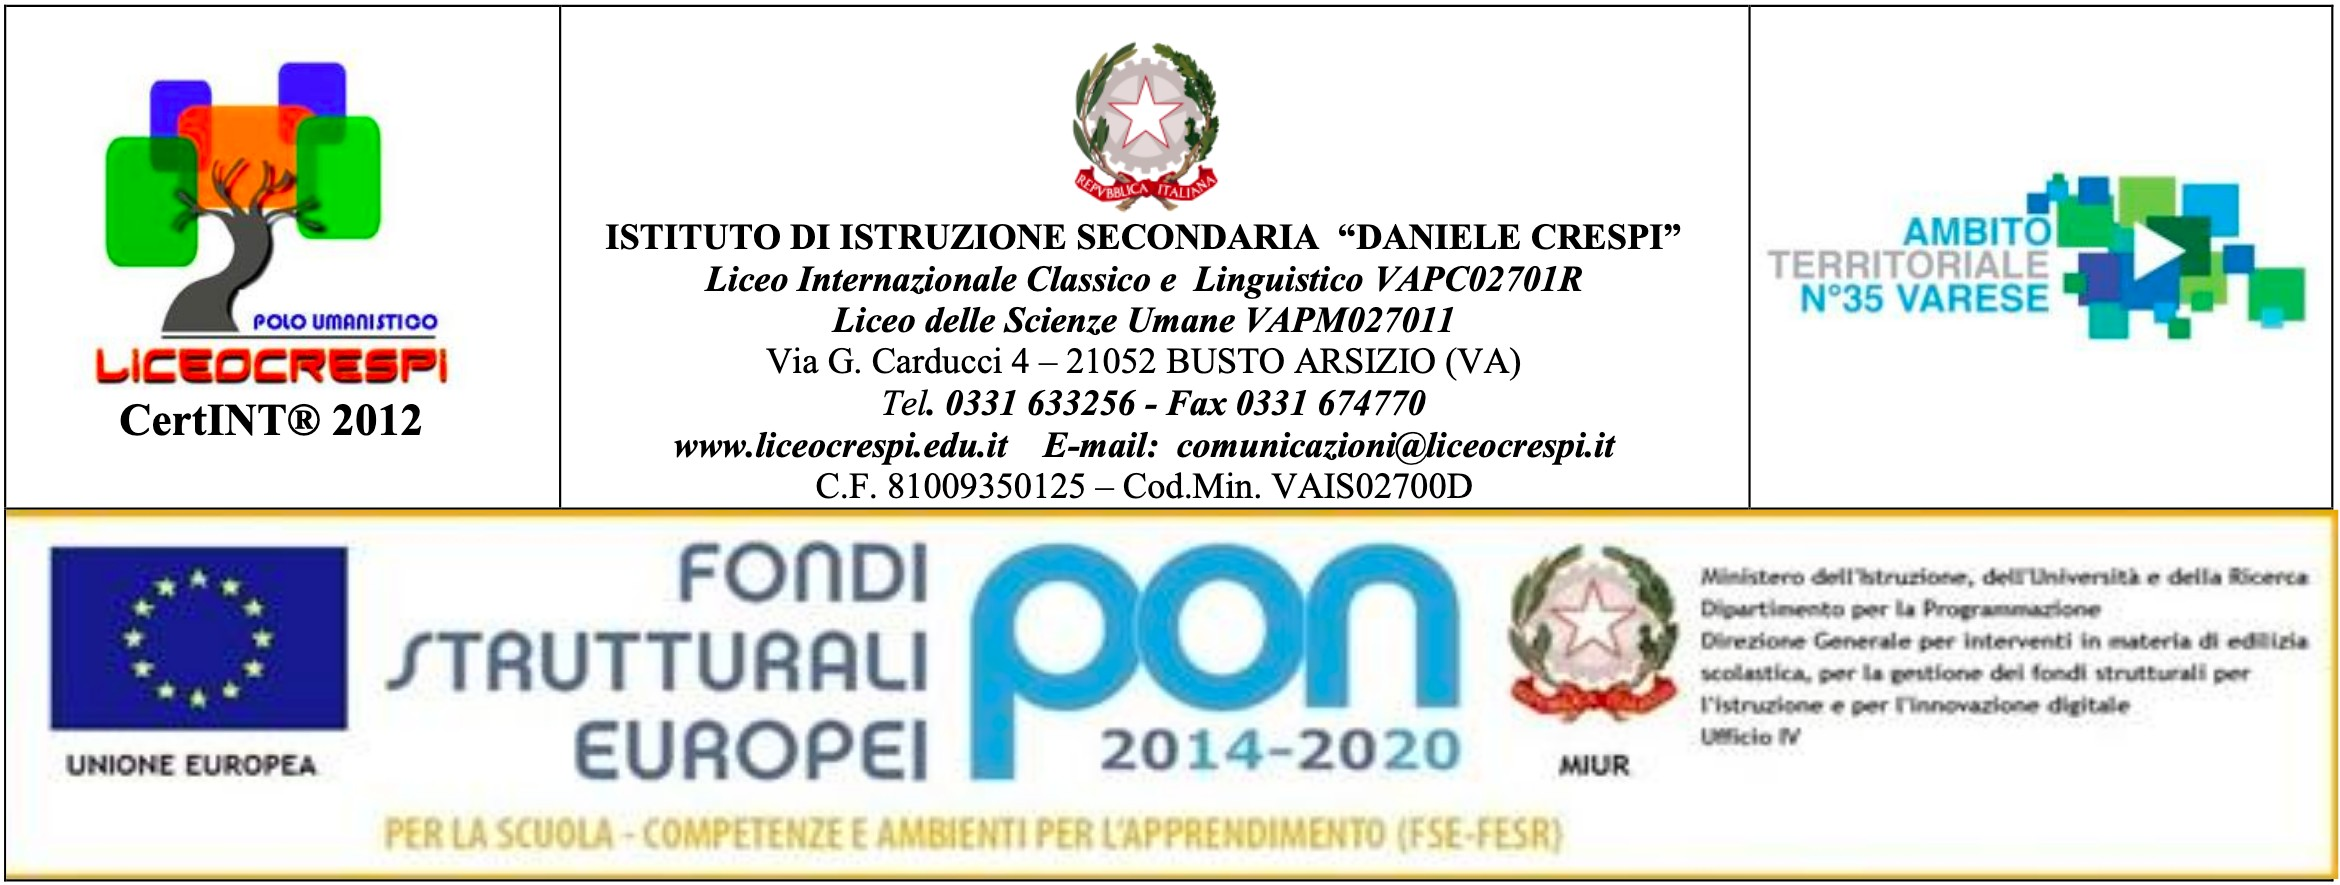 POLO UMANISTICO
LiCEOCRESPi
CertINT® 2012
REPVBBLICA ITALIANA
ISTITUTO DI ISTRUZIONE SECONDARIA “DANIELE CRESPI”
Liceo Internazionale Classico e Linguistico VAPC02701R
Liceo delle Scienze Umane VAPM027011
Via G. Carducci 4 – 21052 BUSTO ARSIZIO (VA)
Tel. 0331 633256 - Fax 0331 674770
www.liceocrespi.edu.it E-mail: comunicazioni@liceocrespi.it
C.F. 81009350125 – Cod.Min. VAIS02700D
AMBITO
TERRITORIALE
N°35 VARESE
UNIONE EUROPEA
FONDI
STRUTTURALI
EUROPEI
pon
2014-2020
MIUR
Ministero dell'Istruzione, dell'Università e della Ricerca
Dipartimento per la Programmazione
Direzione Generale per interventi in materia di edilizia
scolastica, per la gestione dei fondi strutturali per
l'istruzione e per l'innovazione digitale
Ufficio IV
PER LA SCUOLA - COMPETENZE E AMBIENTI PER L'APPRENDIMENTO (FSE-FESR)